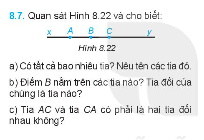 8.7. Quan sát Hình 8.22 và cho biết:
x A B C y
Hình 8.22
a) Có tất cả bao nhiêu tia? Nêu tên các tia đó.
b) Điểm B nằm trên các tia nào? Tia đối của
chúng là tia nào?
c) Tia AC và tia CA có phải là hai tia đối
nhau không?